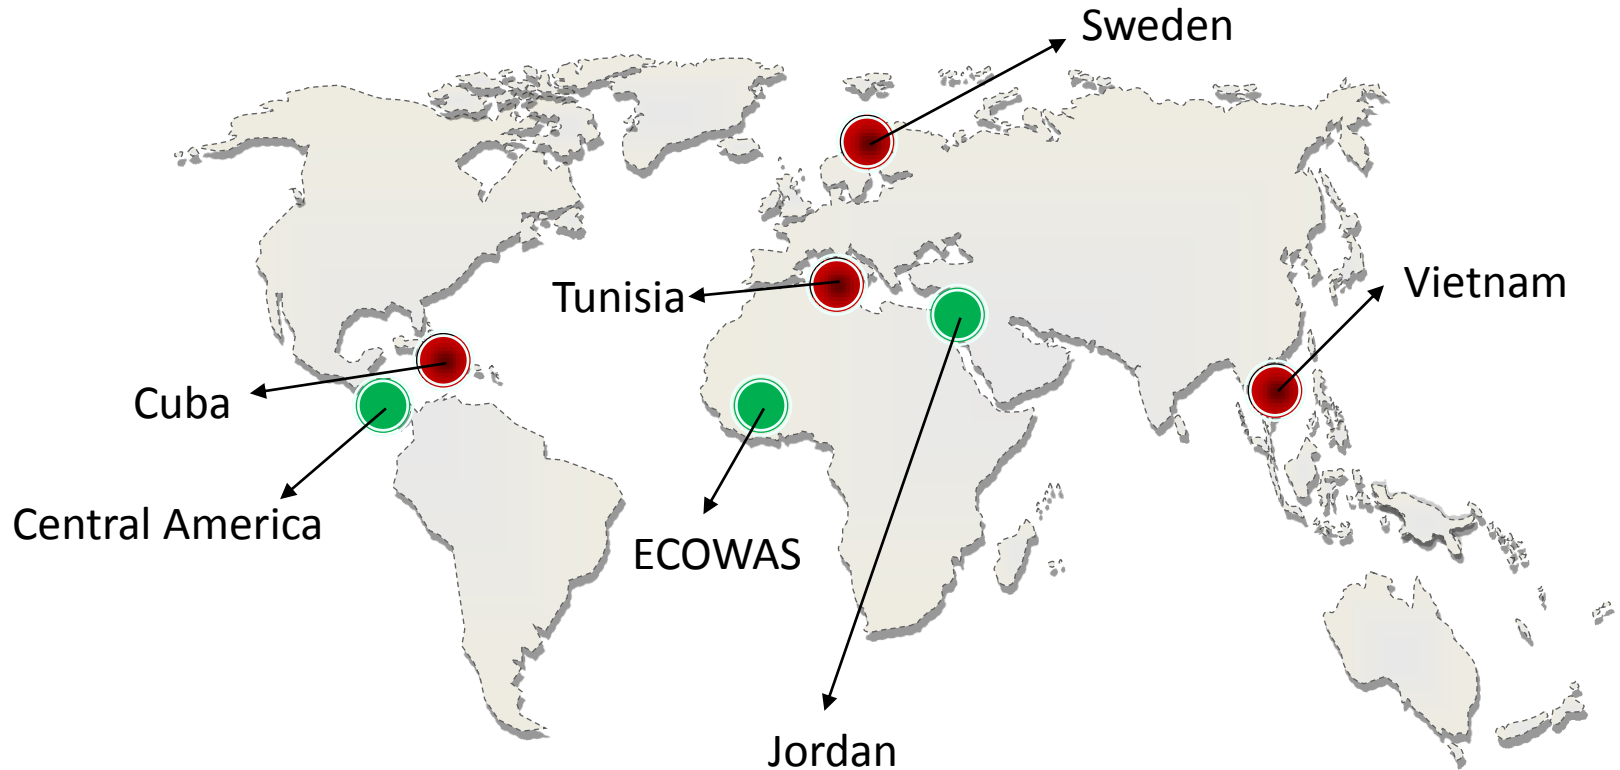 Sweden
Tunisia
Vietnam
Cuba
Central America
ECOWAS
Jordan